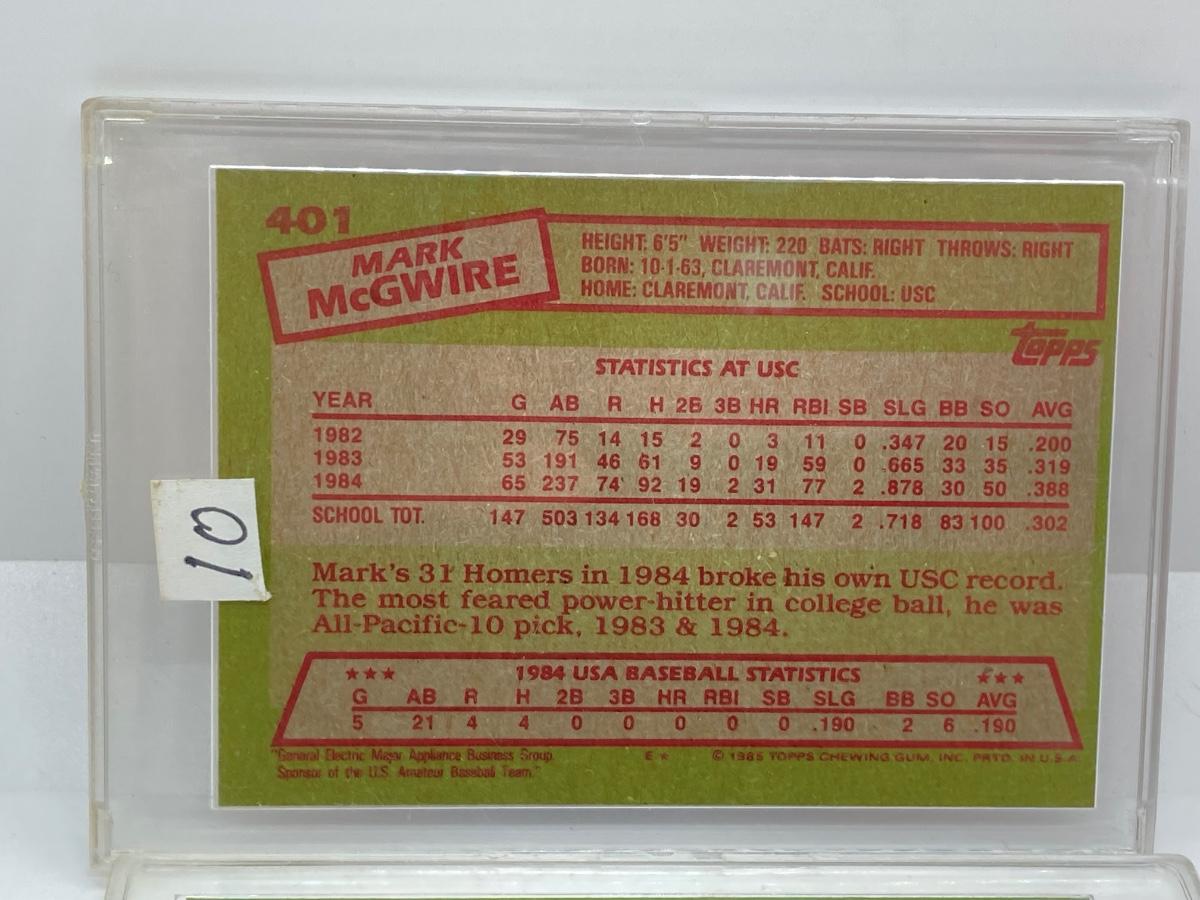 401
MARK
McGWIRE
HEIGHT: 6'5" WEIGHT: 220 BATS: RIGHT THROWS: RIGHT
BORN: 10-1-63, CLAREMONT, CALIF.
HOME: CLAREMONT, CALIF. SCHOOL: USC
TOPPS
STATISTICS AT USC
YEAR G AB R H 2B 3B HR RBI SB SLG BB SO AVG
1982 29 75 14 15 2 0 3 11 0 .347 20 15 .200
1983 53 191 46 61 9 0 19 59 0 .665 33 35 .319
1984 65 237 74 92 19 2 31 77 2 .878 30 50 .388
SCHOOL TOT. 147 503 134 168 30 2 53 147 2 .718 83 100 .302
10
Mark's 31 Homers in 1984 broke his own USC record.
The most feared power-hitter in college ball, he was
All-Pacific-10 pick, 1983 & 1984.
★★★ 1984 USA BASEBALL STATISTICS ★★★
G AB R H 2B 3B HR RBI SB SLG BB SO AVG
5 21 4 4 0 0 0 0 0 .190 2 6 .190
"General Electric Major Appliance Business Group
Sponsor of the U.S. Amateur Baseball Team."
E★ © 1985 TOPPS CHEWING GUM, INC. PRTD. IN U.S.A.